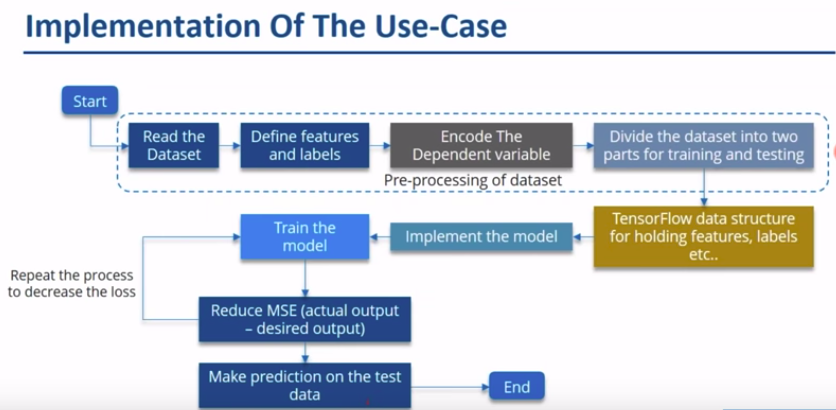 Implementation Of The Use-Case
Start
Read the
Dataset
Define features
and labels
Encode The
Dependent variable
Divide the dataset into two
parts for training and testing
Pre-processing of dataset
TensorFlow data structure
for holding features, labels
etc..
Implement the model
Train the
model
Repeat the process
to decrease the loss
Reduce MSE (actual output
– desired output)
Make prediction on the test
data
End